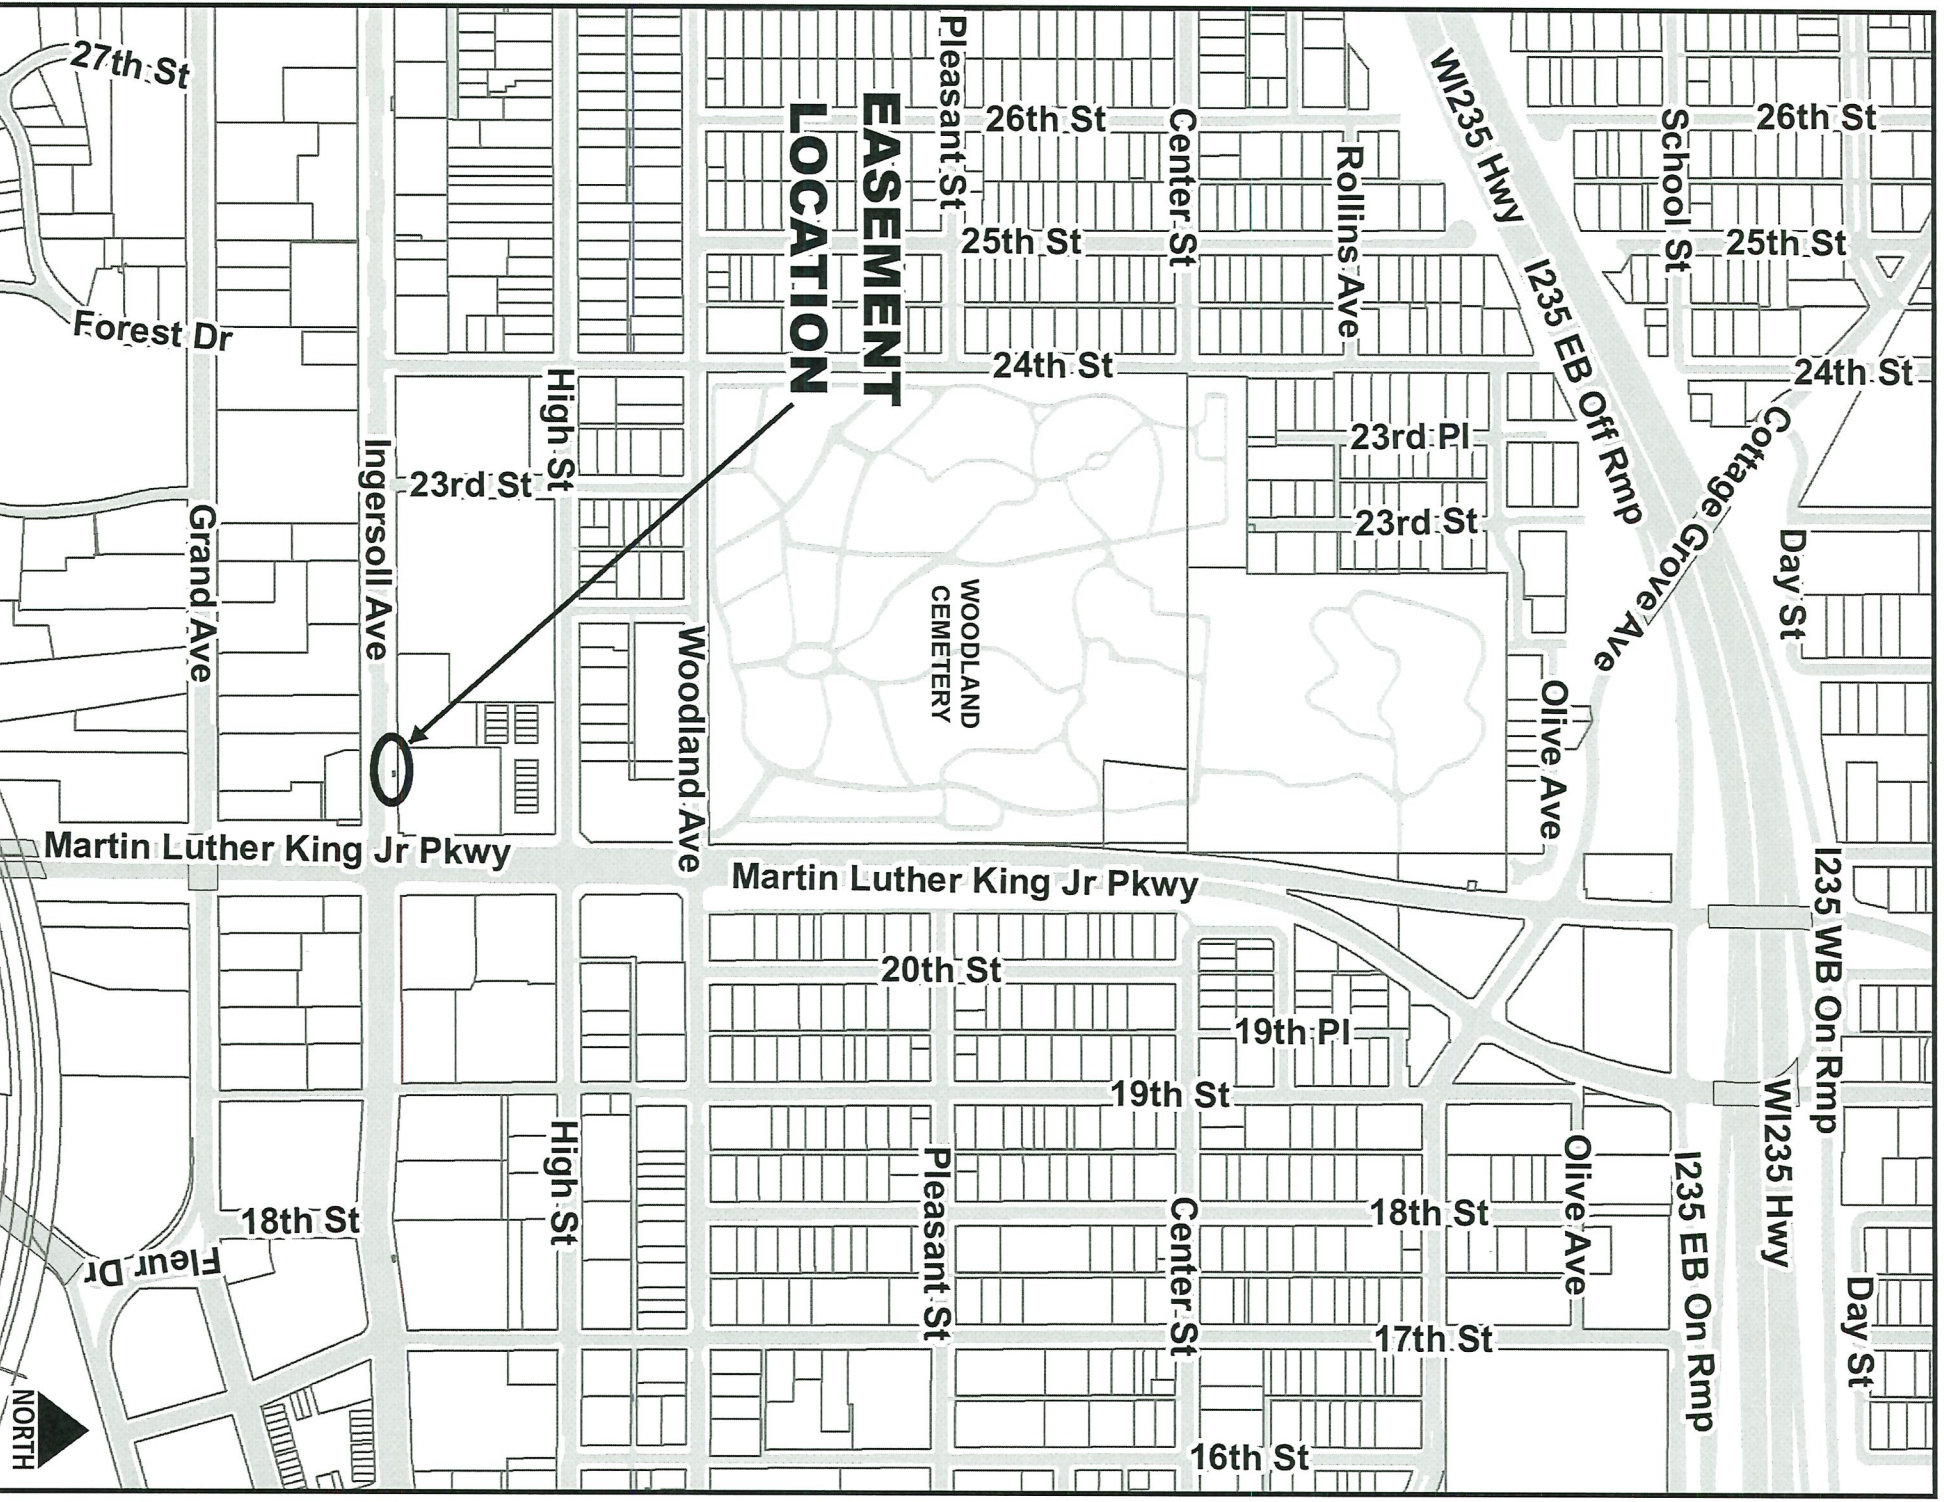 27th St
Pleasant St
26th St
Center St
WI235 Hwy
School St
26th St
EASEMENT
LOCATION
Rollins Ave
25th St
25th St
I235 EB Off Rmp
Forest Dr
24th St
24th St
High St
23rd St
Ingersoll Ave
Grand Ave
23rd Pl
23rd St
Cottage Grove Ave
Day St
WOODLAND
CEMETERY
Woodland Ave
Olive Ave
Martin Luther King Jr Pkwy
Martin Luther King Jr Pkwy
I235 WB On Rmp
20th St
19th Pl
19th St
WI235 Hwy
High St
Pleasant St
Center St
Olive Ave
I235 EB On Rmp
18th St
18th St
Fleur Dr
17th St
Day St
16th St
NORTH